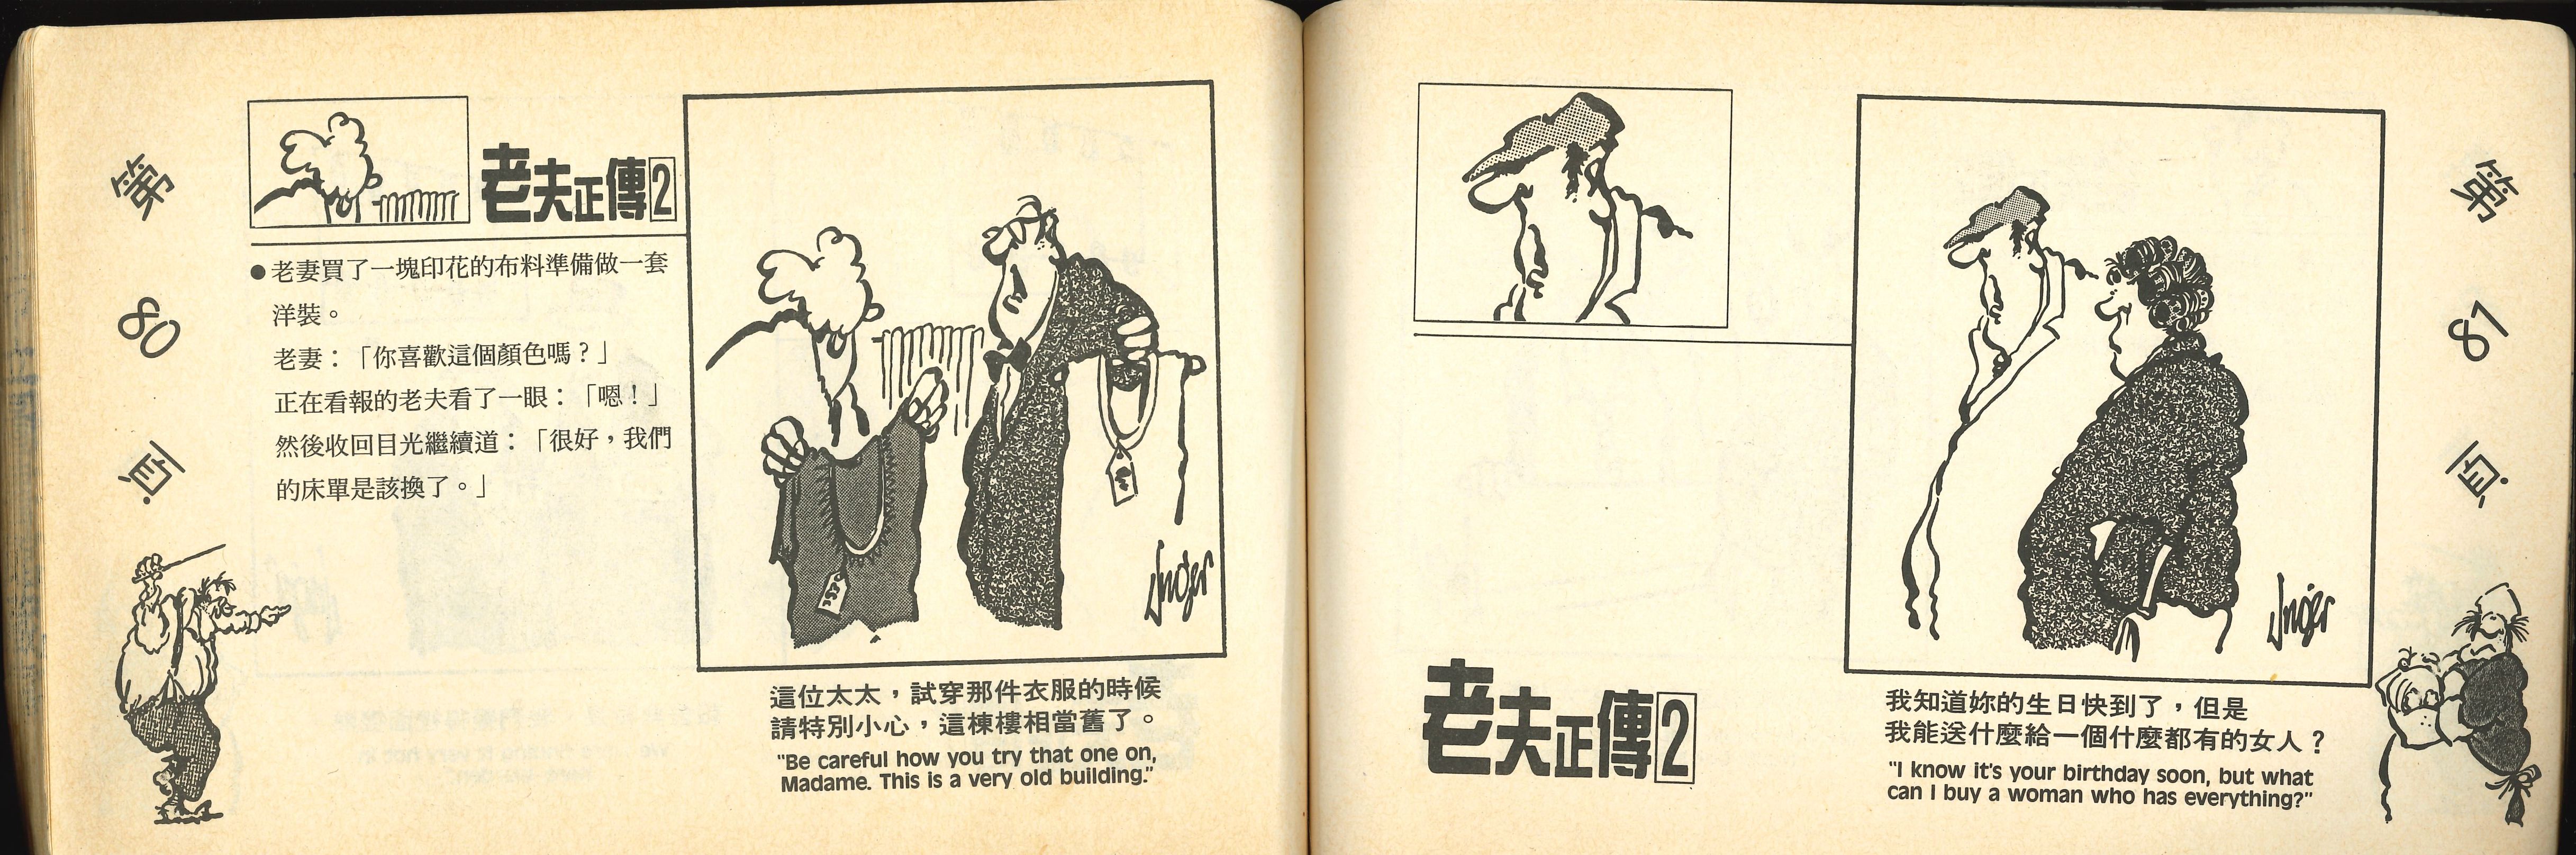 第80頁
老夫正傳2
●老妻買了一塊印花的布料準備做一套
洋裝。
老妻：「你喜歡這個顏色嗎？」
正在看報的老夫看了一眼：「嗯！」
然後收回目光繼續道：「很好，我們
的床單是該換了。」
Unger
這位太太，試穿那件衣服的時候
請特別小心，這棟樓相當舊了。
"Be careful how you try that one on,
Madame. This is a very old building."
老夫正傳2
Unger
我知道妳的生日快到了，但是
我能送什麼給一個什麼都有的女人？
"I know it's your birthday soon, but what
can I buy a woman who has everything?"
第81頁